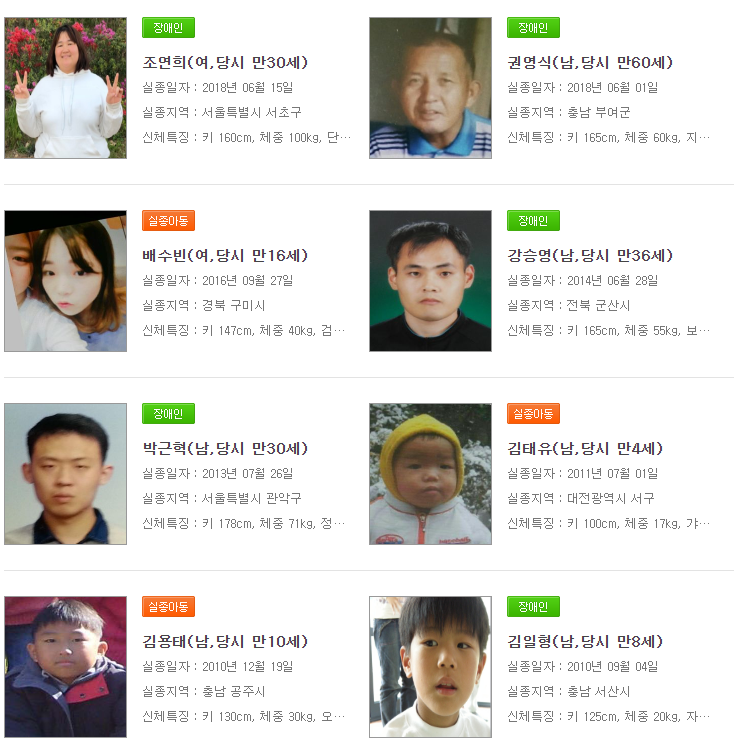 장애인
조연희(여,당시 만30세)
실종일자 : 2018년 06월 15일
실종지역 : 서울특별시 서초구
신체특징 : 키 160cm, 체중 100kg, 단…
장애인
권영식(남,당시 만60세)
실종일자 : 2018년 06월 01일
실종지역 : 충남 부여군
신체특징 : 키 165cm, 체중 60kg, 지…
실종아동
배수빈(여,당시 만16세)
실종일자 : 2016년 09월 27일
실종지역 : 경북 구미시
신체특징 : 키 147cm, 체중 40kg, 검…
장애인
강승영(남,당시 만36세)
실종일자 : 2014년 06월 28일
실종지역 : 전북 군산시
신체특징 : 키 165cm, 체중 55kg, 보…
장애인
박근혁(남,당시 만30세)
실종일자 : 2013년 07월 26일
실종지역 : 서울특별시 관악구
신체특징 : 키 178cm, 체중 71kg, 정…
실종아동
김태유(남,당시 만4세)
실종일자 : 2011년 07월 01일
실종지역 : 대전광역시 서구
신체특징 : 키 100cm, 체중 17kg, 갸…
실종아동
김용태(남,당시 만10세)
실종일자 : 2010년 12월 19일
실종지역 : 충남 공주시
신체특징 : 키 130cm, 체중 30kg, 오…
장애인
김일형(남,당시 만8세)
실종일자 : 2010년 09월 04일
실종지역 : 충남 서산시
신체특징 : 키 125cm, 체중 20kg, 자…